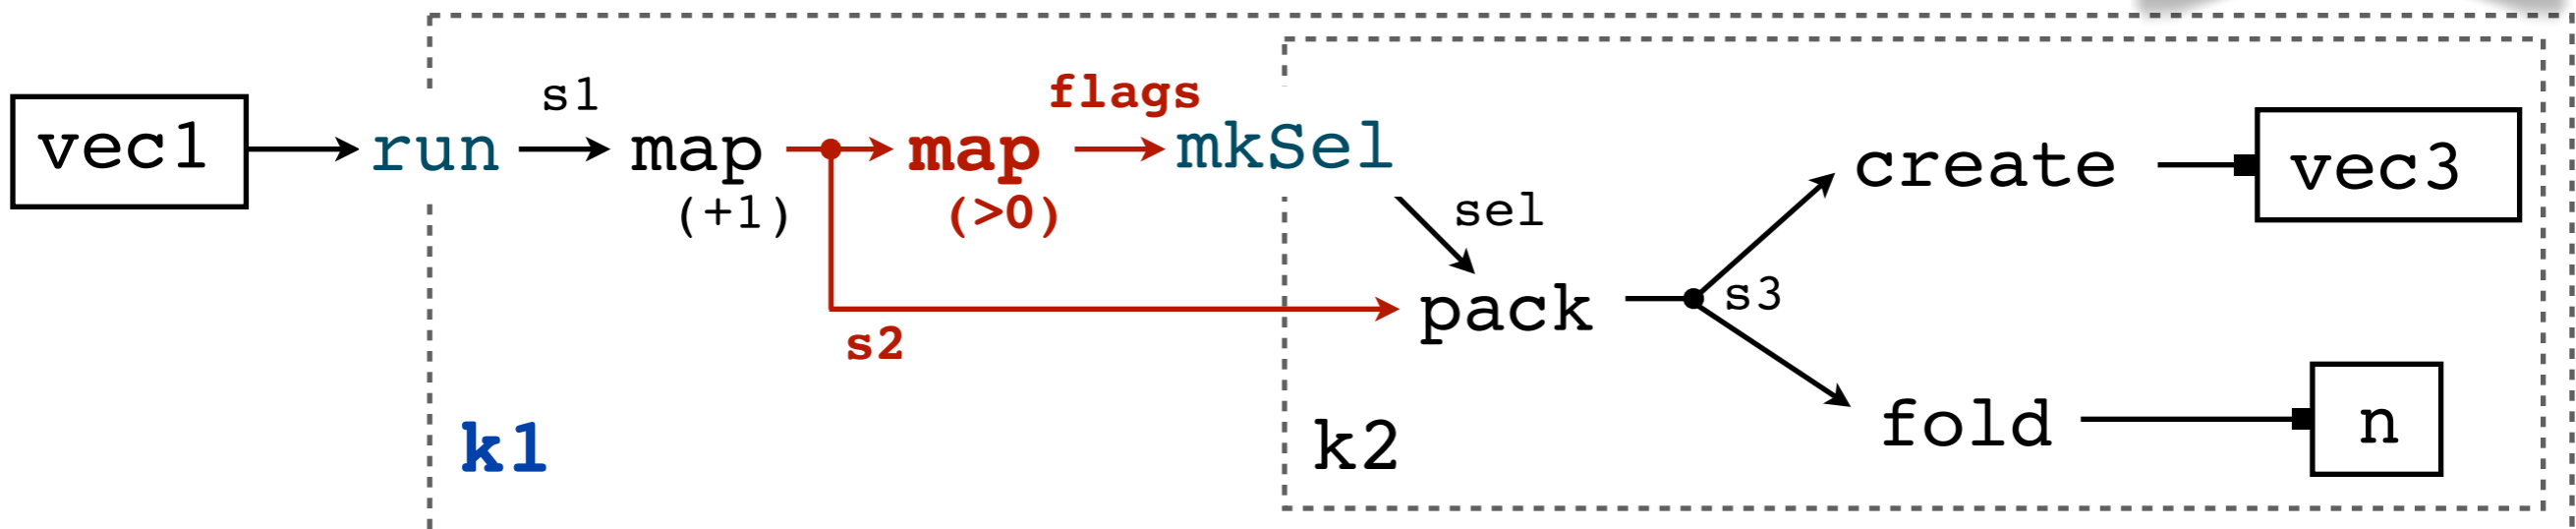 s1
flags
vec1
run
map
map
mkSel
create
vec3
(+1)
(>0)
sel
s3
pack
s2
k1
k2
fold
n